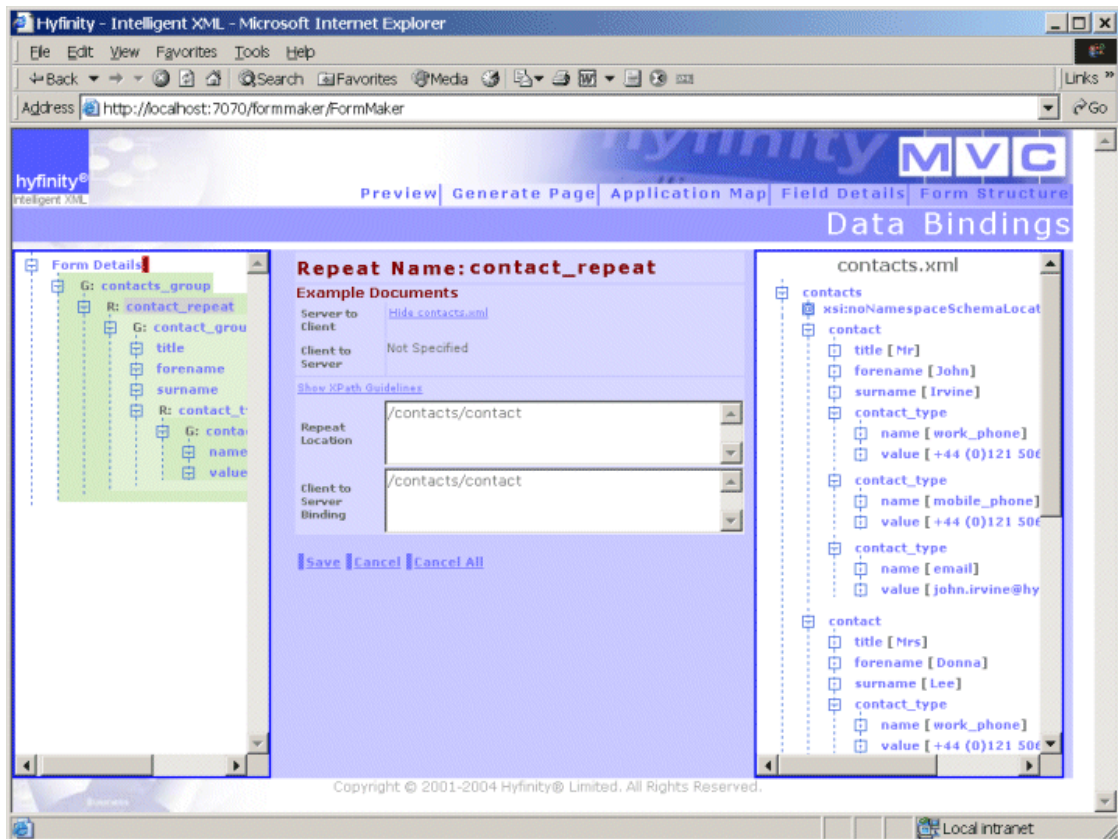 Hyfinity - Intelligent XML - Microsoft Internet Explorer
File Edit View Favorites Tools Help
Back Search Favorites Media Links »
Address http://localhost:7070/formmaker/FormMaker Go
hyfinity MVC
hyfinity®
Intelligent XML
Preview Generate Page Application Map Field Details Form Structure
Data Bindings
Form Details
G: contacts_group
R: contact_repeat
G: contact_grou
title
forename
surname
R: contact_t
G: conta
name
value
Repeat Name: contact_repeat
Example Documents
Server to Client
Hide contacts.xml
Client to Server
Not Specified
Show XPath Guidelines
Repeat Location
/contacts/contact
Client to Server Binding
/contacts/contact
Save Cancel Cancel All
contacts.xml
contacts
xsi:noNamespaceSchemaLocat
contact
title [Mr]
forename [John]
surname [Irvine]
contact_type
name [work_phone]
value [+44 (0)121 506
contact_type
name [mobile_phone]
value [+44 (0)121 506
contact_type
name [email]
value [john.irvine@hy
contact
title [Mrs]
forename [Donna]
surname [Lee]
contact_type
name [work_phone]
value [+44 (0)121 506
Copyright © 2001-2004 Hyfinity® Limited. All Rights Reserved.
Business
Local intranet